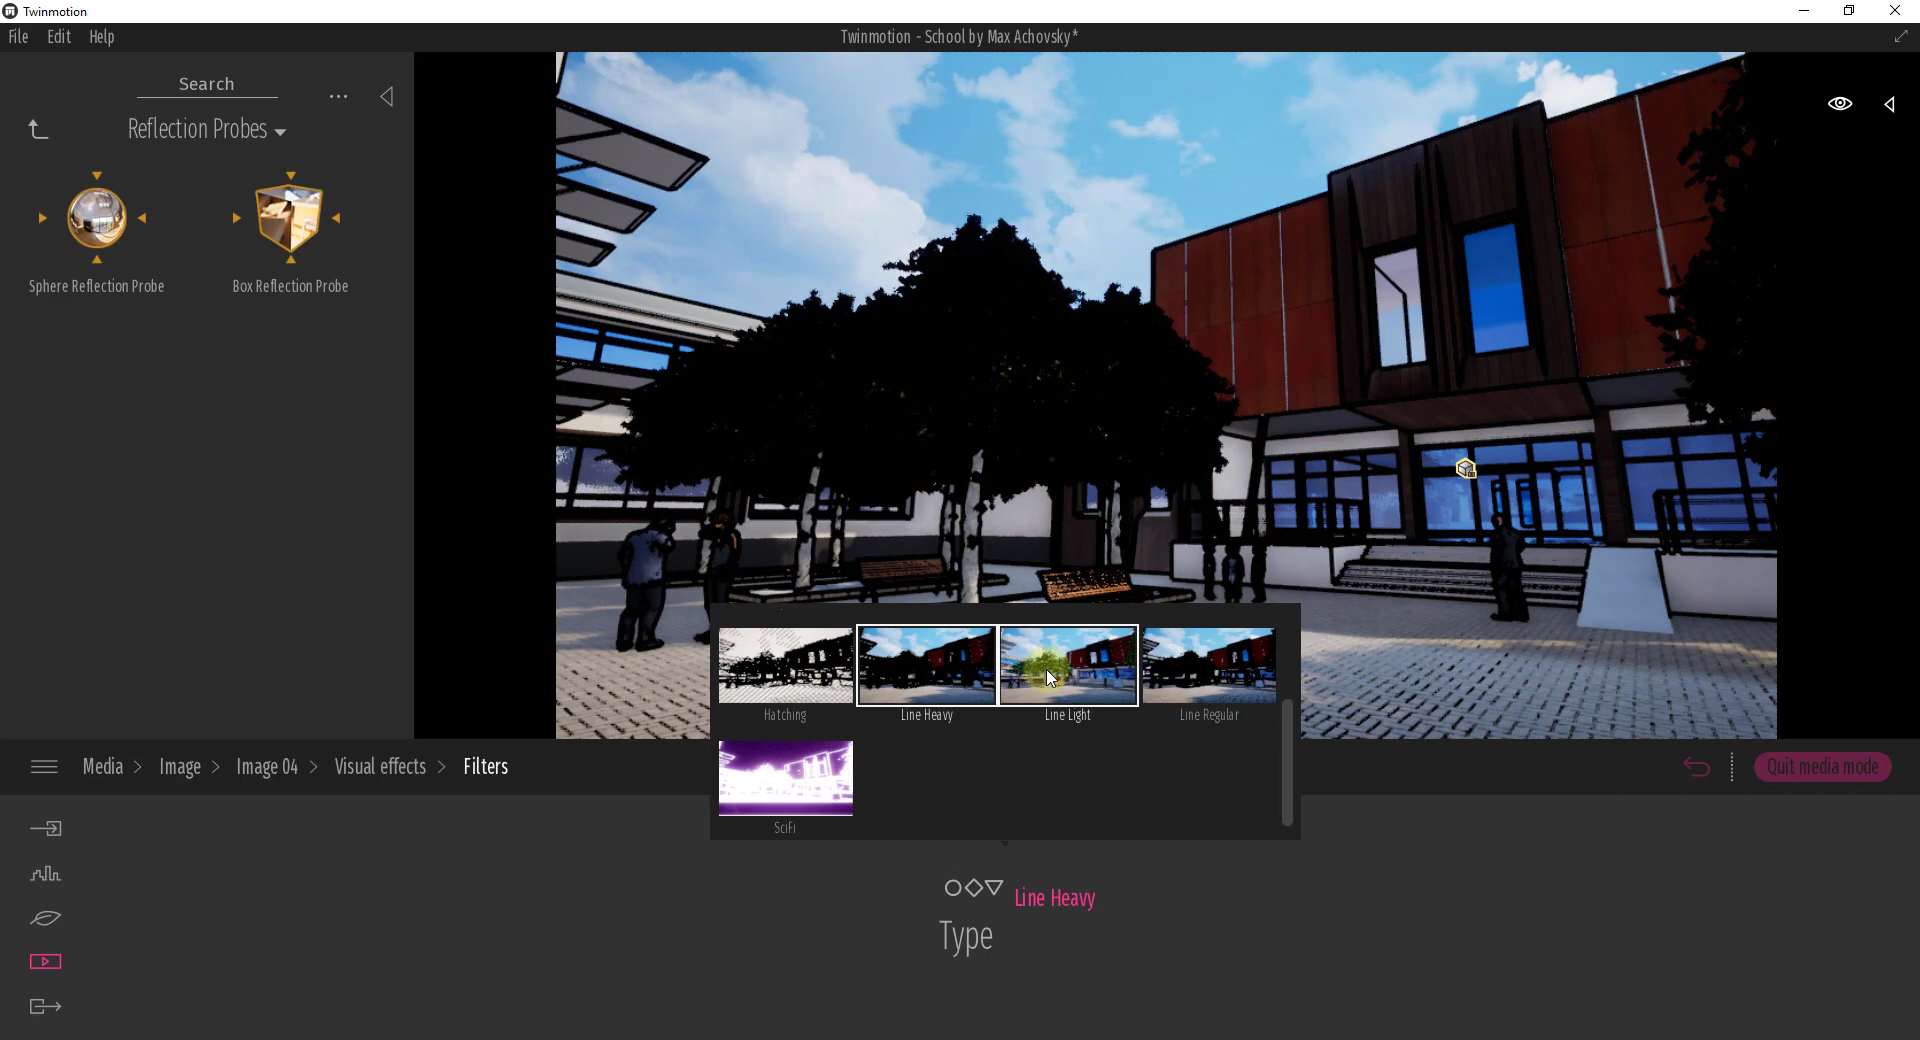 Twinmotion
File Edit Help
Twinmotion - School by Max Achovsky*
Search
...
Reflection Probes
Sphere Reflection Probe
Box Reflection Probe
Hatching
Line Heavy
Line Light
Line Regular
SciFi
Media > Image > Image 04 > Visual effects > Filters
Quit media mode
Line Heavy
Type